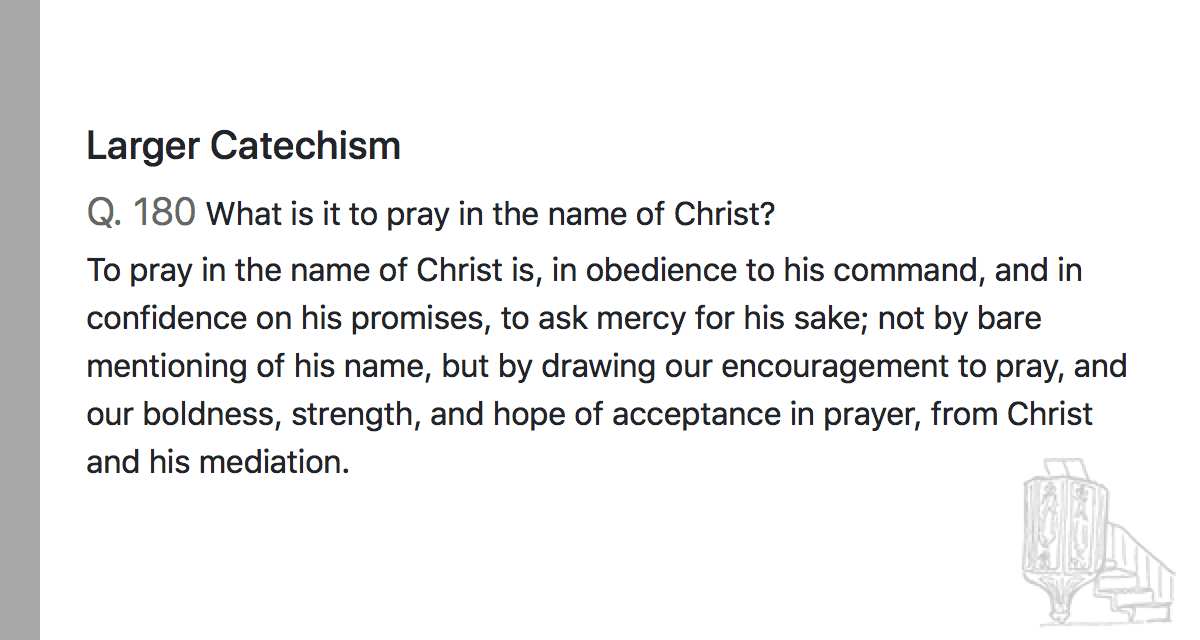 Larger Catechism
Q. 180 What is it to pray in the name of Christ?
To pray in the name of Christ is, in obedience to his command, and in
confidence on his promises, to ask mercy for his sake; not by bare
mentioning of his name, but by drawing our encouragement to pray, and
our boldness, strength, and hope of acceptance in prayer, from Christ
and his mediation.